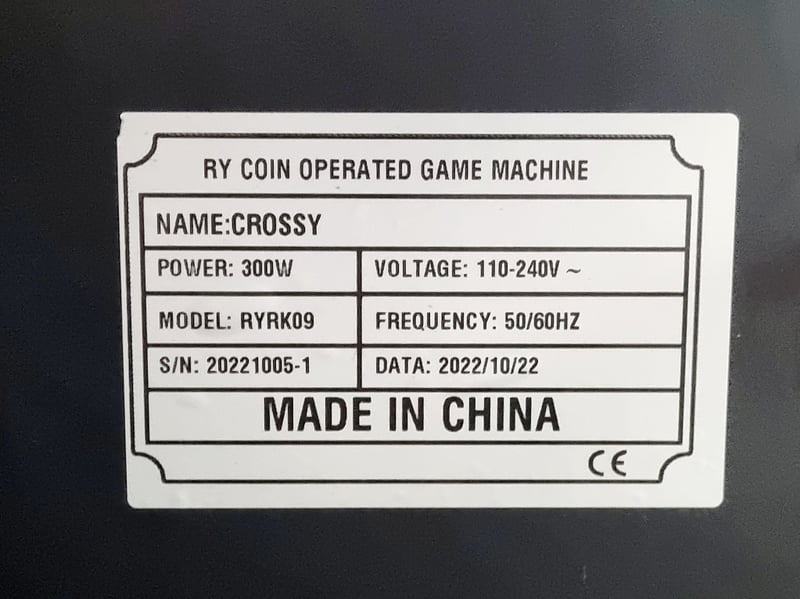 RY COIN OPERATED GAME MACHINE
NAME:CROSSY
POWER: 300W VOLTAGE: 110-240V ~
MODEL: RYRK09 FREQUENCY: 50/60HZ
S/N: 20221005-1 DATA: 2022/10/22
MADE IN CHINA
CE